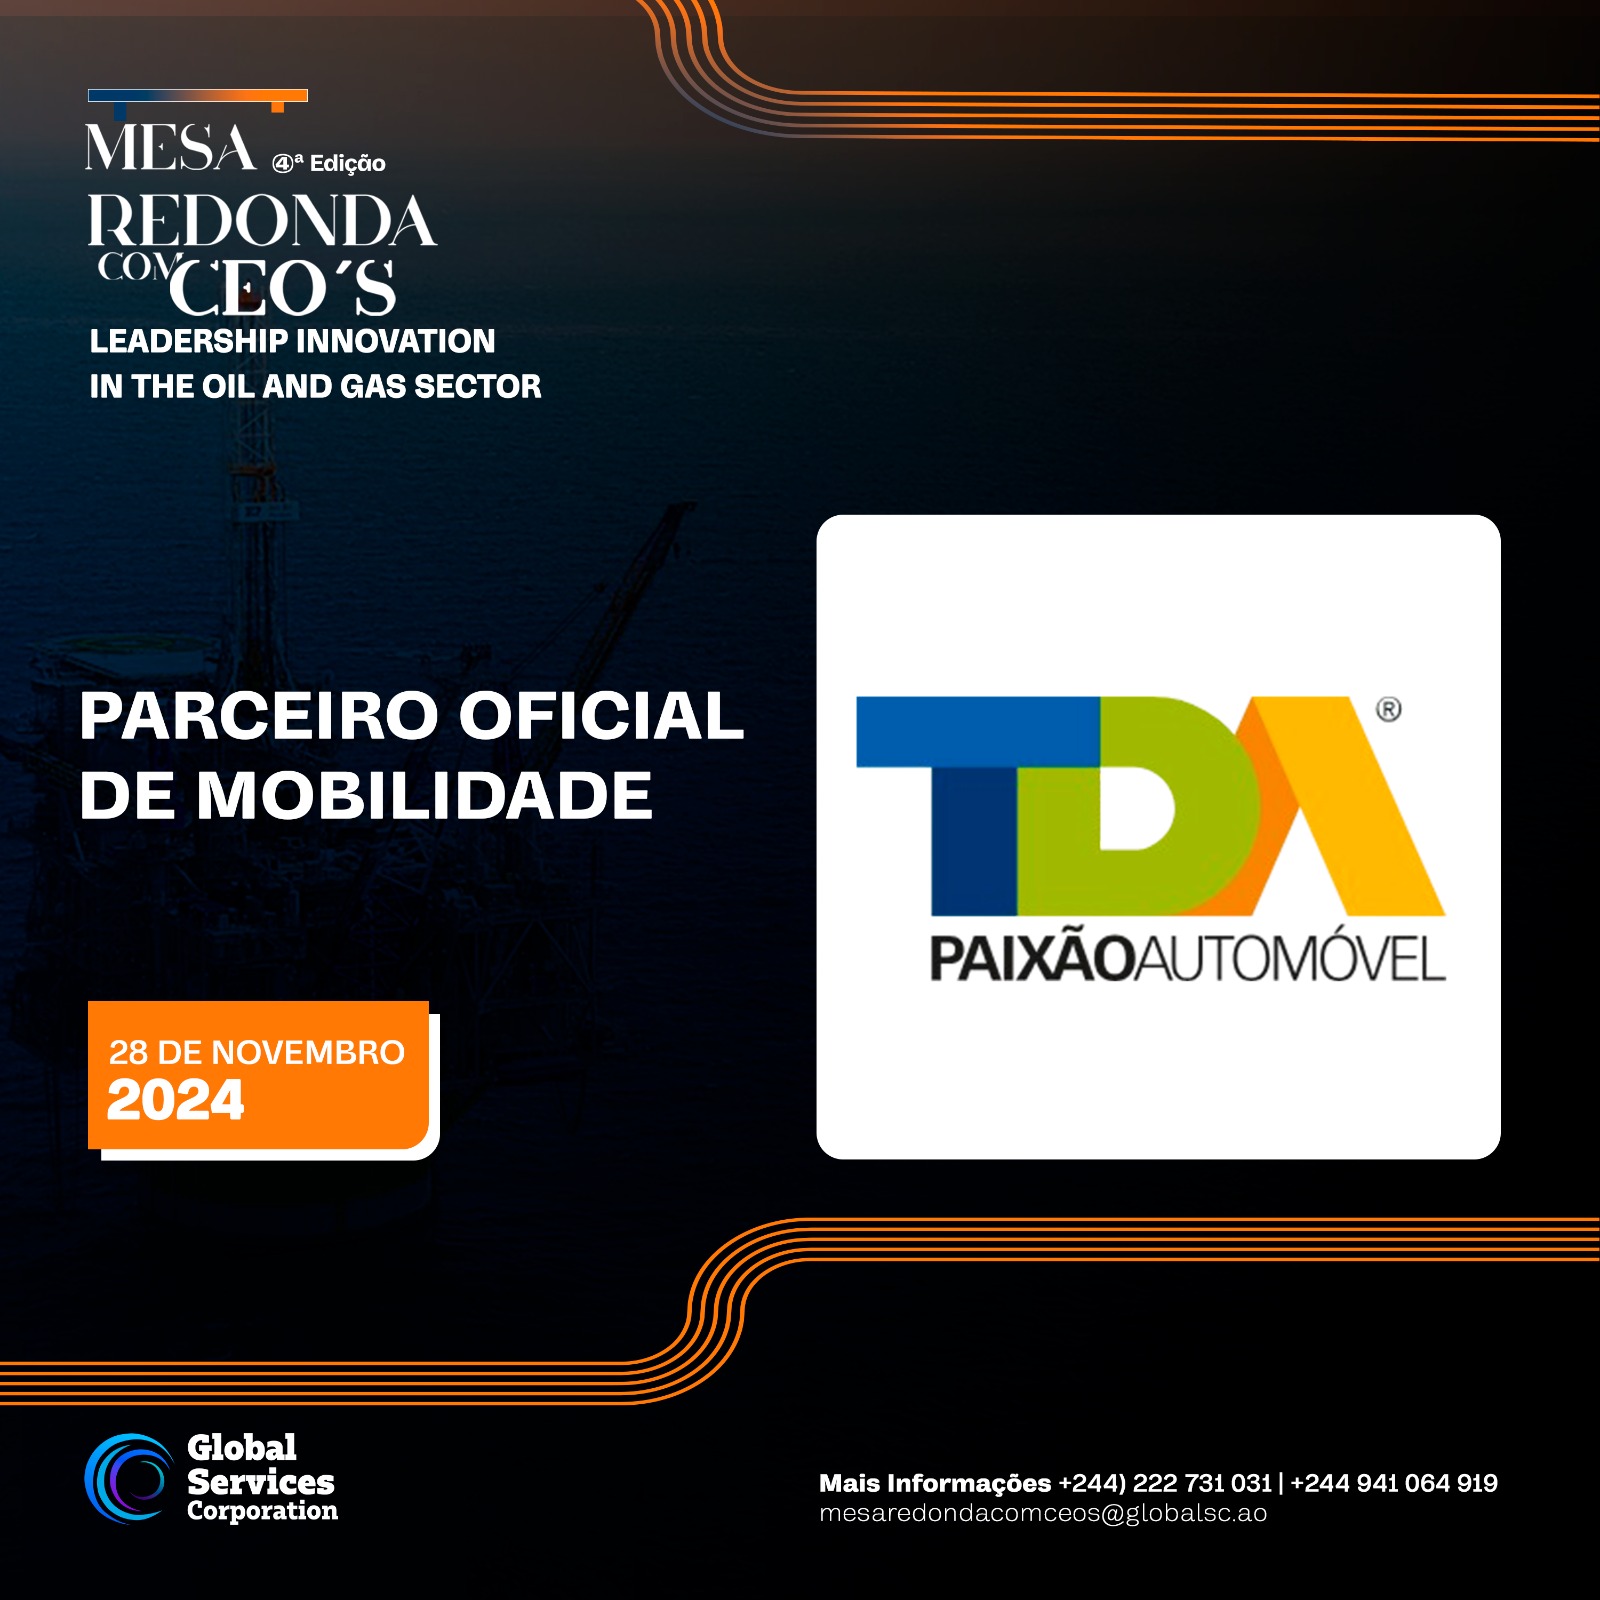 MESA ④ª Edição
REDONDA
COM CEO´S
LEADERSHIP INNOVATION
IN THE OIL AND GAS SECTOR
PARCEIRO OFICIAL
DE MOBILIDADE
TDA ®
PAIXÃOAUTOMÓVEL
28 DE NOVEMBRO
2024
Global
Services
Corporation
Mais Informações +244) 222 731 031 | +244 941 064 919
mesaredondacomceos@globalsc.ao